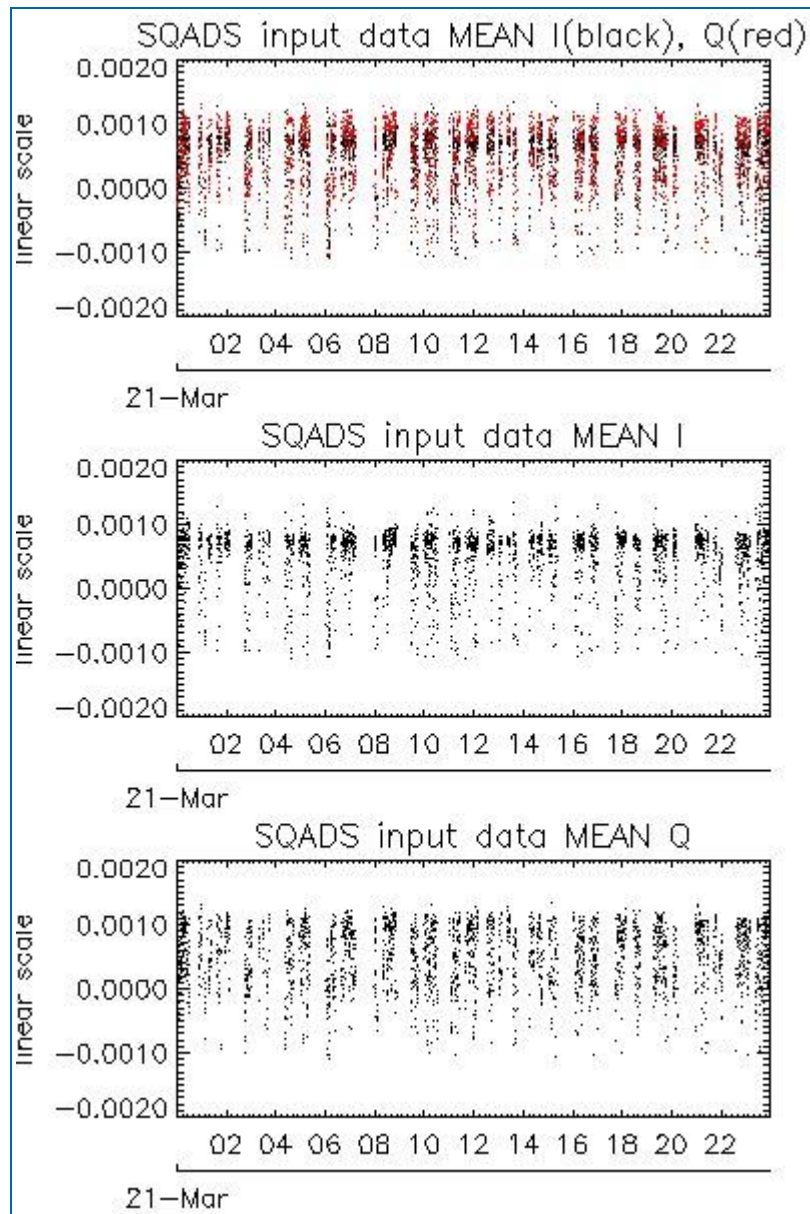 SQADS input data MEAN I(black), Q(red)
0.0020
0.0010
0.0000
−0.0010
−0.0020
linear scale
02 04 06 08 10 12 14 16 18 20 22
21−Mar
SQADS input data MEAN I
0.0020
0.0010
0.0000
−0.0010
−0.0020
linear scale
02 04 06 08 10 12 14 16 18 20 22
21−Mar
SQADS input data MEAN Q
0.0020
0.0010
0.0000
−0.0010
−0.0020
linear scale
02 04 06 08 10 12 14 16 18 20 22
21−Mar